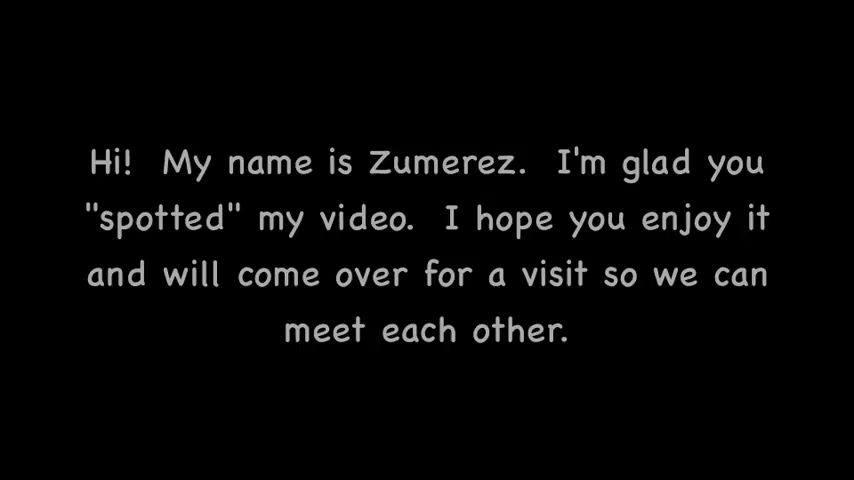 Hi!  My name is Zumerez.  I'm glad you
"spotted" my video.  I hope you enjoy it
and will come over for a visit so we can
meet each other.